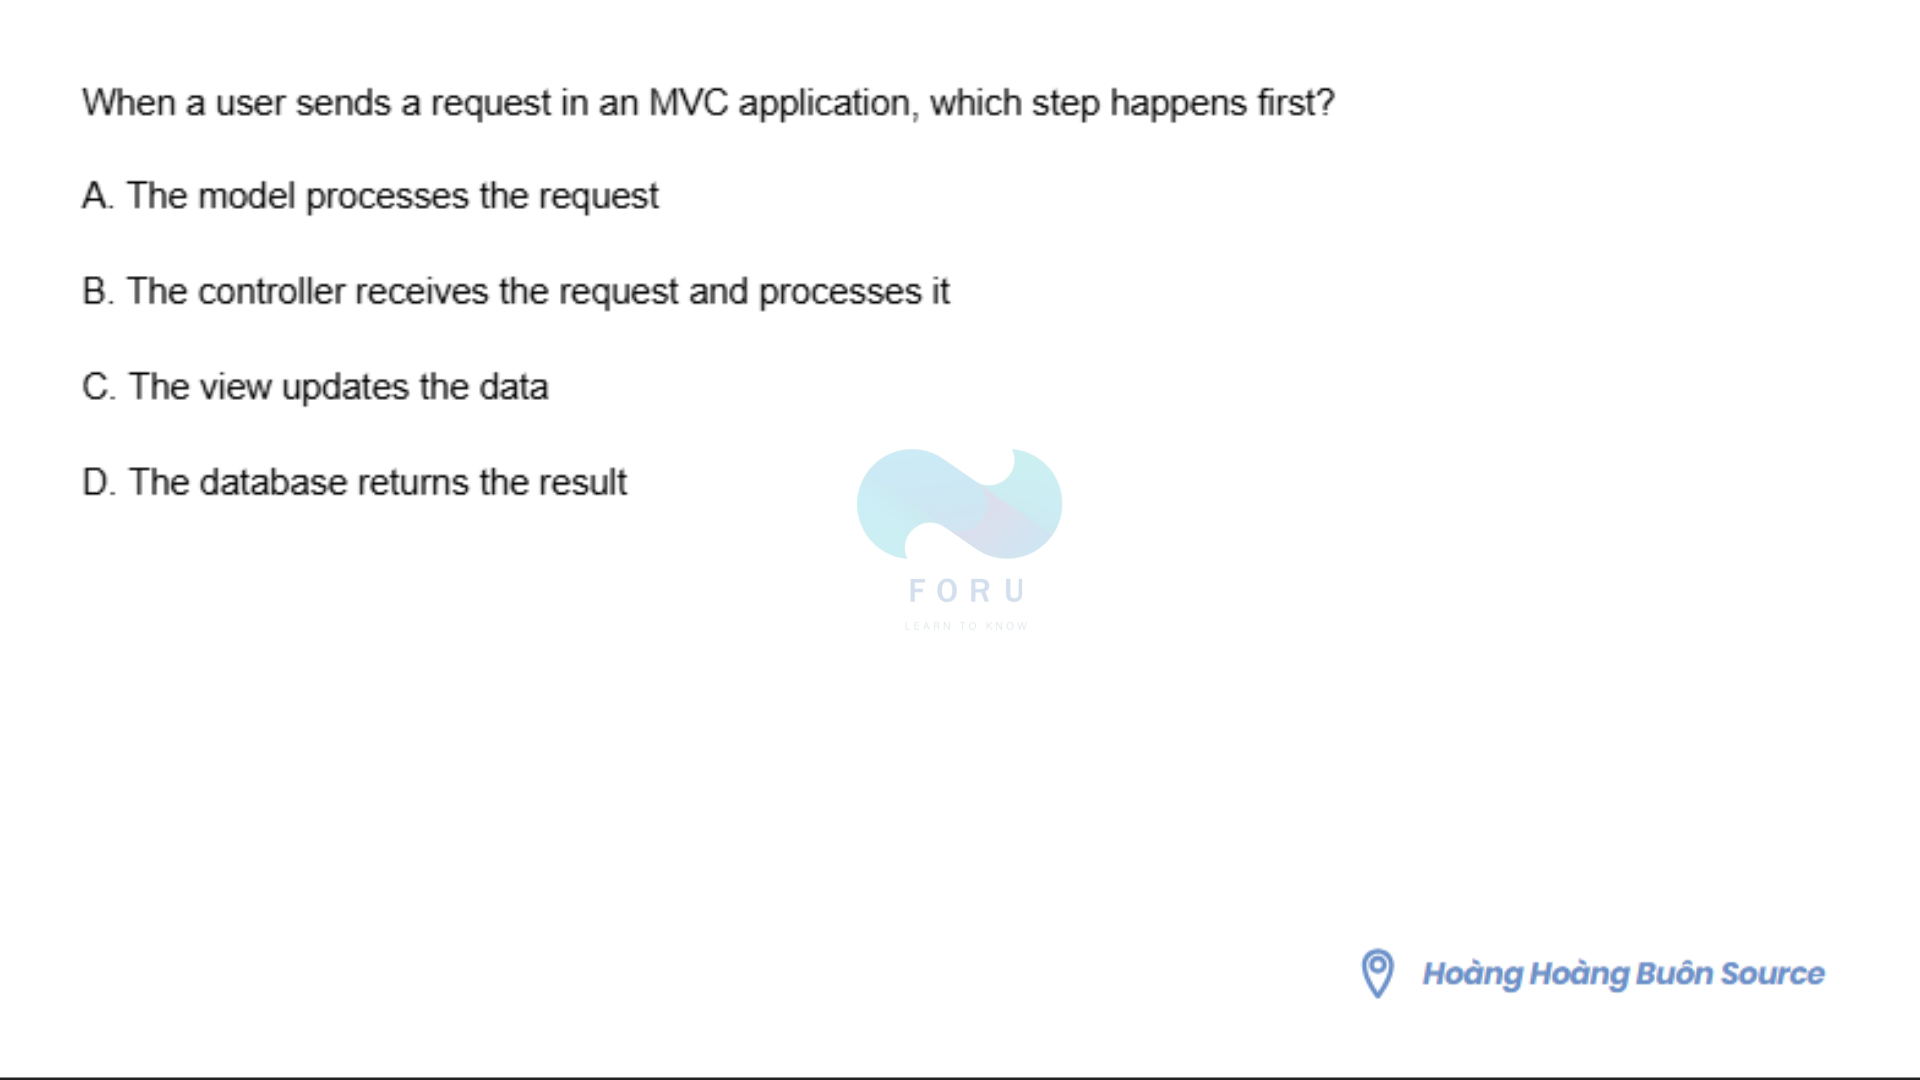 When a user sends a request in an MVC application, which step happens first?
A. The model processes the request
B. The controller receives the request and processes it
C. The view updates the data
D. The database returns the result
FORU
LEARN TO KNOW
Hoàng Hoàng Buôn Source